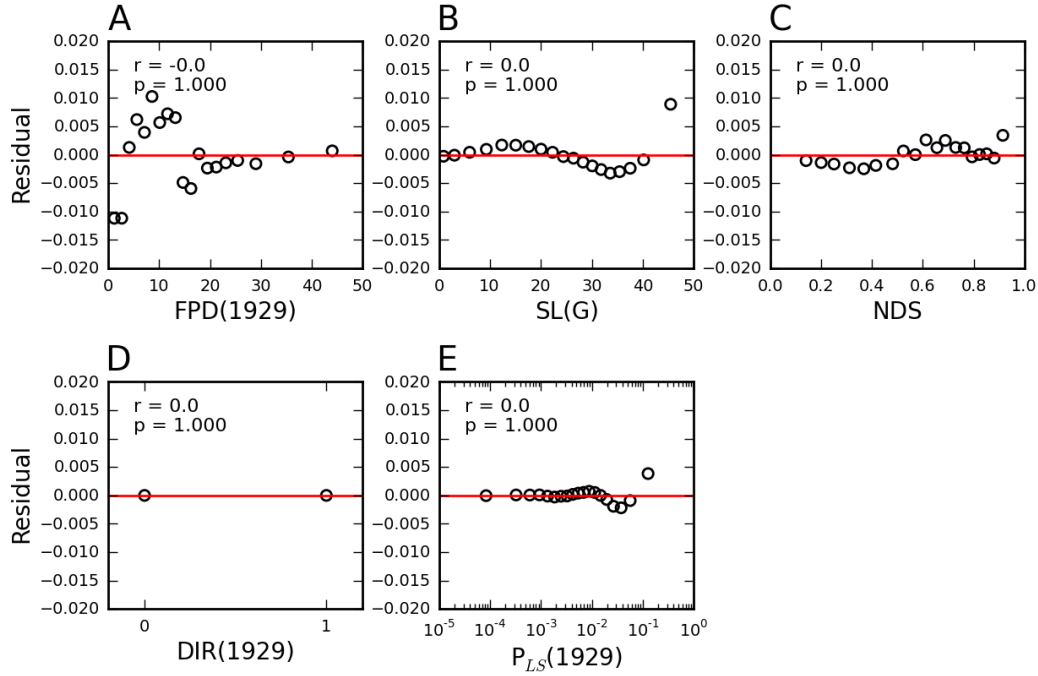 A
B
C
0.020
0.015
0.010
0.005
0.000
−0.005
−0.010
−0.015
−0.020
Residual
r = -0.0
p = 1.000
0 10 20 30 40 50
FPD(1929)
0.020
0.015
0.010
0.005
0.000
−0.005
−0.010
−0.015
−0.020
r = 0.0
p = 1.000
0 10 20 30 40 50
SL(G)
0.020
0.015
0.010
0.005
0.000
−0.005
−0.010
−0.015
−0.020
r = 0.0
p = 1.000
0.0 0.2 0.4 0.6 0.8 1.0
NDS
D
E
0.020
0.015
0.010
0.005
0.000
−0.005
−0.010
−0.015
−0.020
Residual
r = 0.0
p = 1.000
0 1
DIR(1929)
0.020
0.015
0.010
0.005
0.000
−0.005
−0.010
−0.015
−0.020
r = 0.0
p = 1.000
10⁻⁵ 10⁻⁴ 10⁻³ 10⁻² 10⁻¹ 10⁰
P_LS(1929)